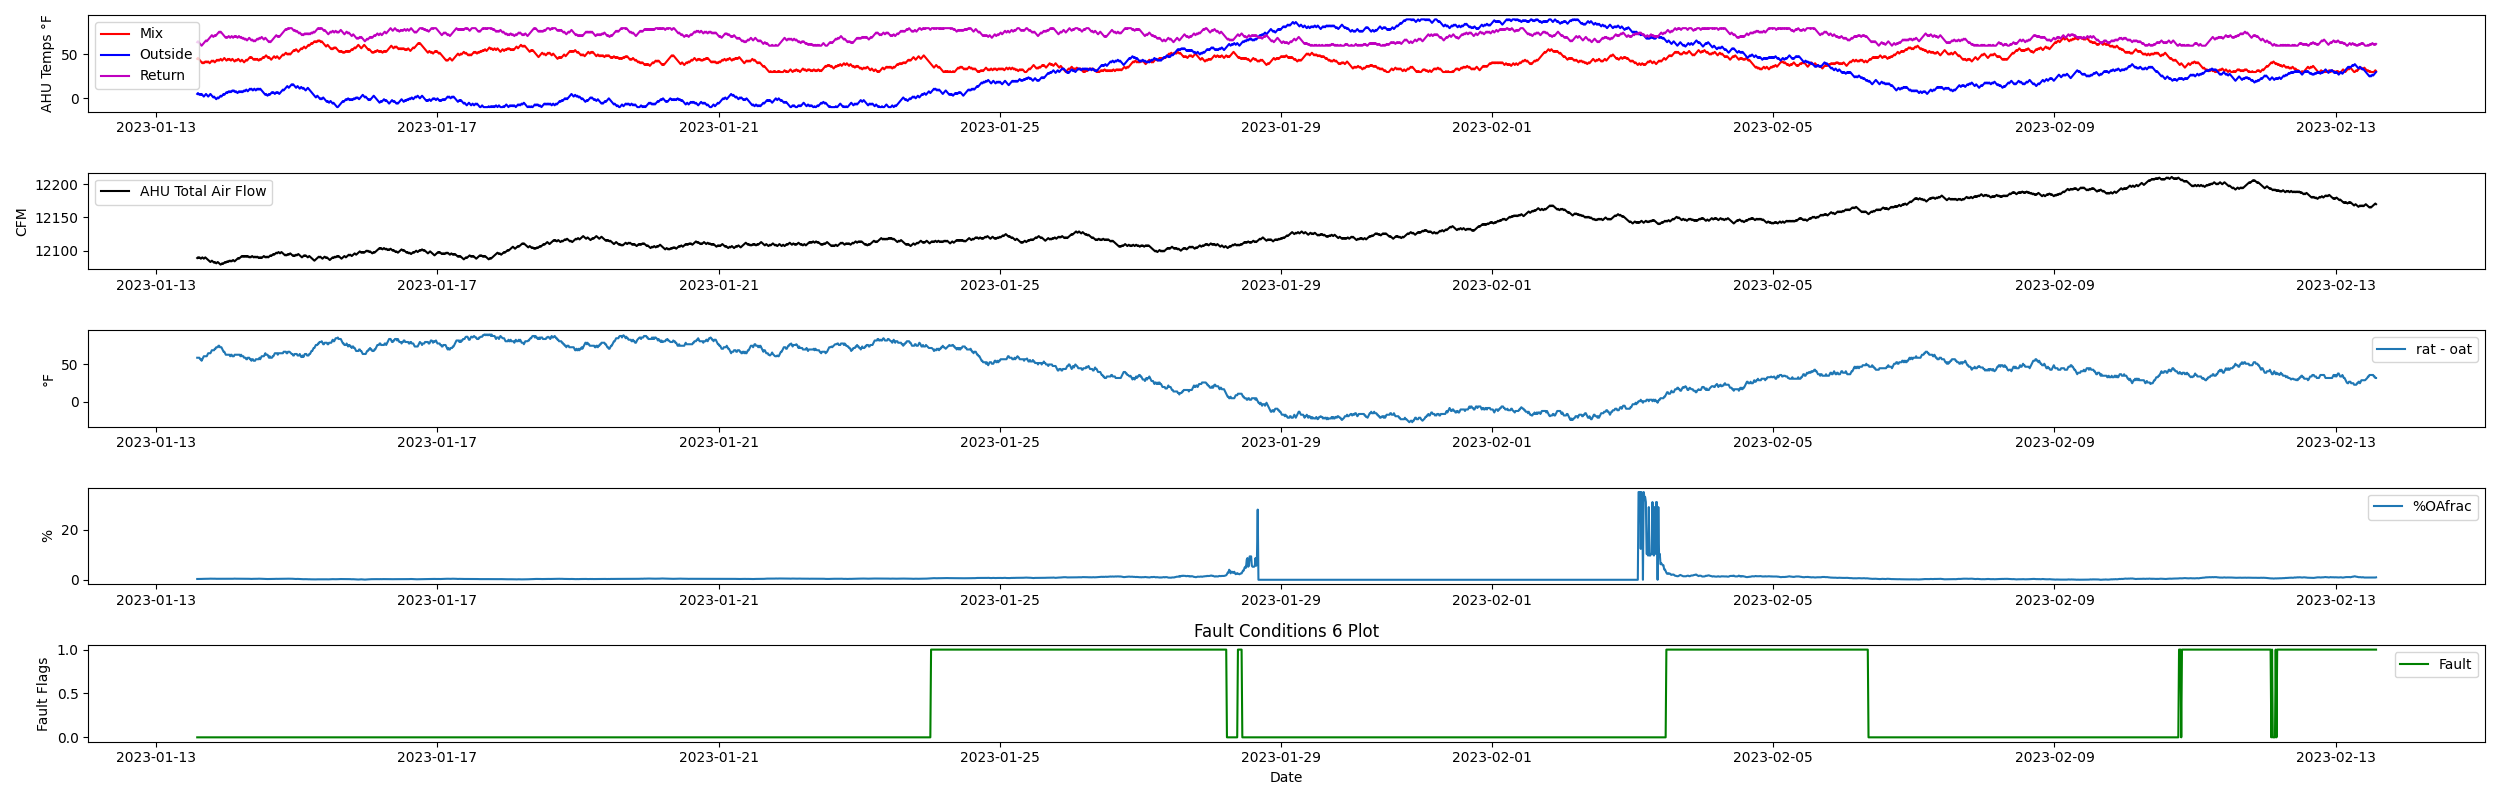 AHU Temps °F
50
0
Mix
Outside
Return
2023-01-13 2023-01-17 2023-01-21 2023-01-25 2023-01-29 2023-02-01 2023-02-05 2023-02-09 2023-02-13
CFM
12200
12150
12100
AHU Total Air Flow
2023-01-13 2023-01-17 2023-01-21 2023-01-25 2023-01-29 2023-02-01 2023-02-05 2023-02-09 2023-02-13
°F
50
0
rat - oat
2023-01-13 2023-01-17 2023-01-21 2023-01-25 2023-01-29 2023-02-01 2023-02-05 2023-02-09 2023-02-13
%
20
0
%OAfrac
2023-01-13 2023-01-17 2023-01-21 2023-01-25 2023-01-29 2023-02-01 2023-02-05 2023-02-09 2023-02-13
Fault Conditions 6 Plot
Fault Flags
1.0
0.5
0.0
Fault
2023-01-13 2023-01-17 2023-01-21 2023-01-25 2023-01-29 2023-02-01 2023-02-05 2023-02-09 2023-02-13
Date